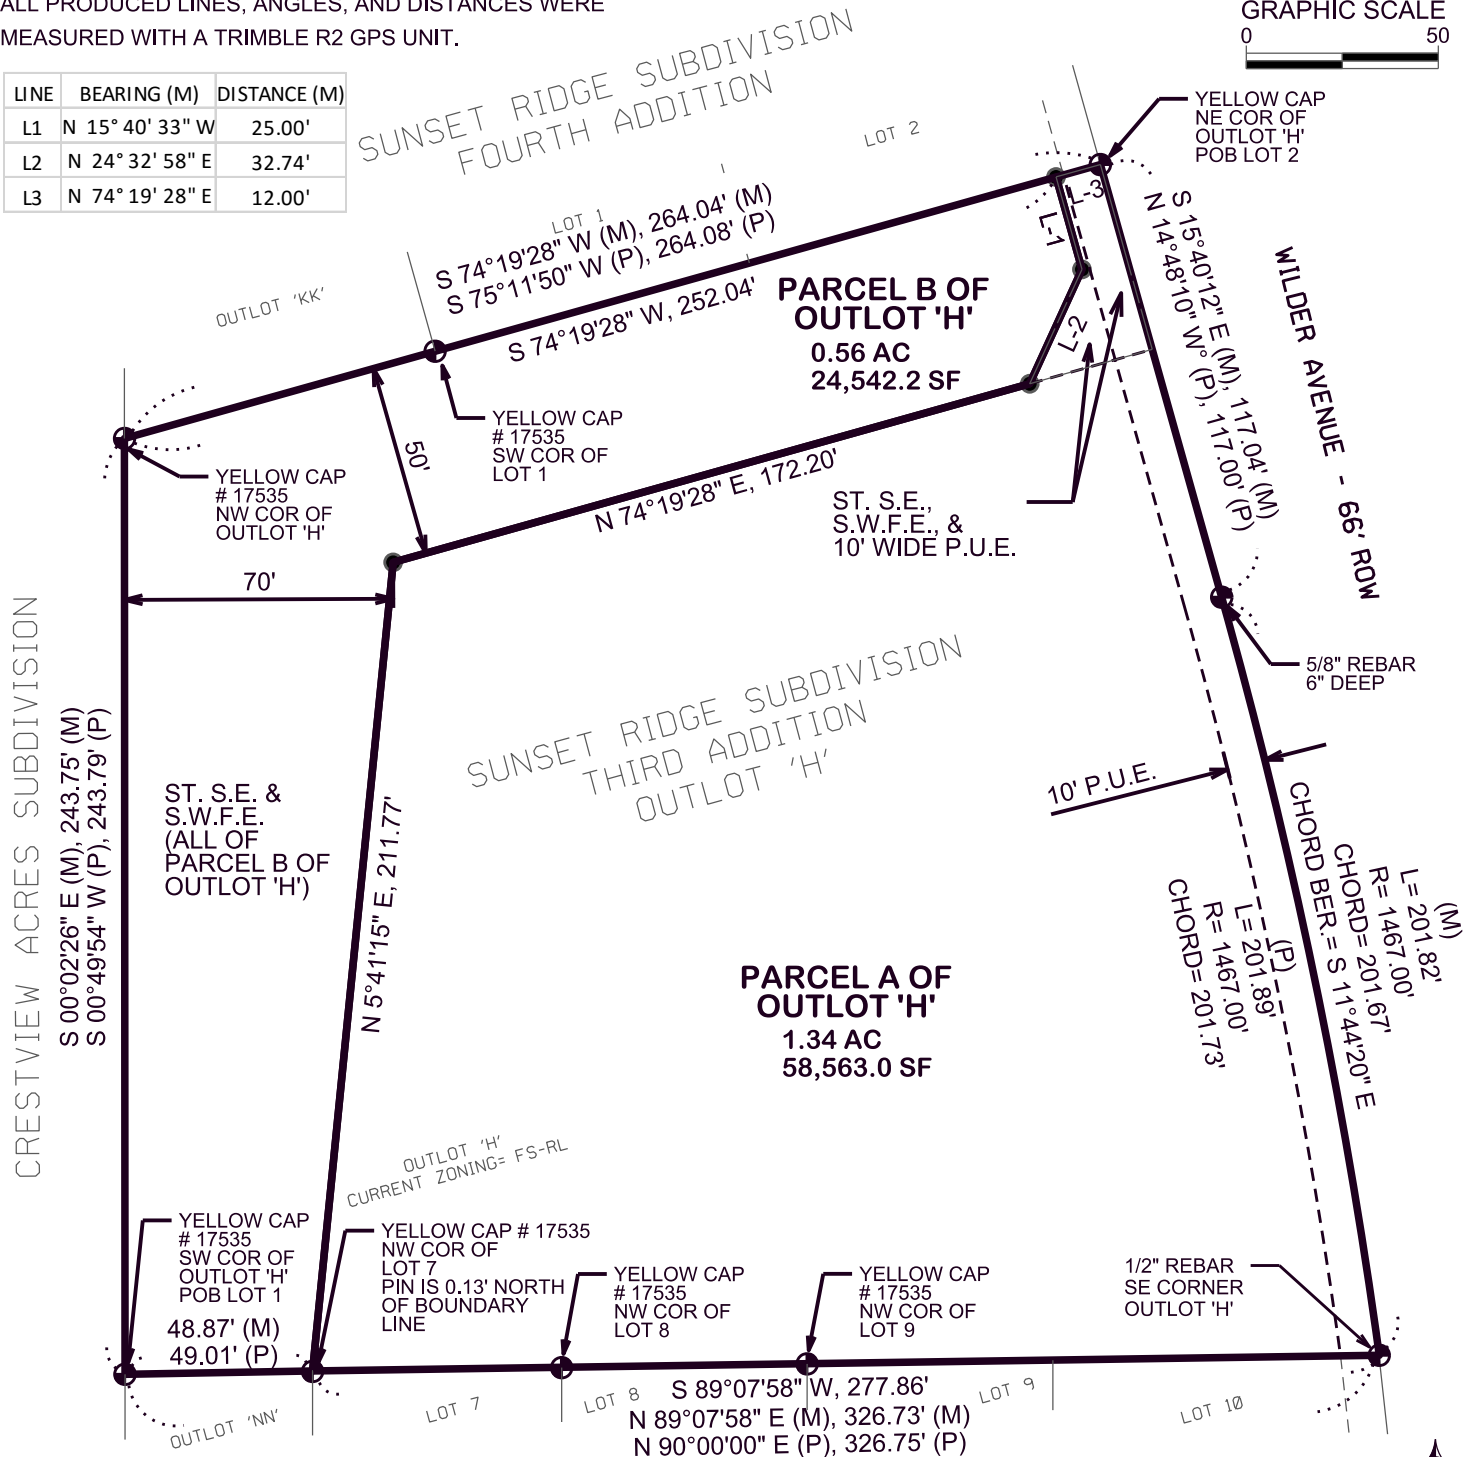 ALL PRODUCED LINES, ANGLES, AND DISTANCES WERE
MEASURED WITH A TRIMBLE R2 GPS UNIT.
GRAPHIC SCALE
0 50
LINE BEARING (M) DISTANCE (M)
L1 N 15° 40' 33" W 25.00'
L2 N 24° 32' 58" E 32.74'
L3 N 74° 19' 28" E 12.00'
SUNSET RIDGE SUBDIVISION
FOURTH ADDITION
LOT 2
LOT 1
OUTLOT 'KK'
YELLOW CAP
NE COR OF
OUTLOT 'H'
POB LOT 2
S 74°19'28" W (M), 264.04' (M)
S 75°11'50" W (P), 264.08' (P)
S 74°19'28" W, 252.04'
L-3
L-1
L-2
PARCEL B OF
OUTLOT 'H'
0.56 AC
24,542.2 SF
S 15°40'12" E (M), 117.04' (M)
N 14°48'10" W° (P), 117.00' (P)
WILDER AVENUE - 66' ROW
YELLOW CAP
# 17535
SW COR OF
LOT 1
YELLOW CAP
# 17535
NW COR OF
OUTLOT 'H'
50'
N 74°19'28" E, 172.20'
ST. S.E.,
S.W.F.E., &
10' WIDE P.U.E.
70'
5/8" REBAR
6" DEEP
CRESTVIEW ACRES SUBDIVISION
S 00°02'26" E (M), 243.75' (M)
S 00°49'54" W (P), 243.79' (P)
SUNSET RIDGE SUBDIVISION
THIRD ADDITION
OUTLOT 'H'
ST. S.E. &
S.W.F.E.
(ALL OF
PARCEL B OF
OUTLOT 'H')
N 5°41'15" E, 211.77'
10' P.U.E.
(M)
L= 201.82'
R= 1467.00'
CHORD= 201.67'
CHORD BER.= S 11°44'20" E
(P)
L= 201.89'
R= 1467.00'
CHORD= 201.73'
PARCEL A OF
OUTLOT 'H'
1.34 AC
58,563.0 SF
OUTLOT 'H'
CURRENT ZONING= FS-RL
YELLOW CAP
# 17535
SW COR OF
OUTLOT 'H'
POB LOT 1
YELLOW CAP # 17535
NW COR OF
LOT 7
PIN IS 0.13' NORTH
OF BOUNDARY
LINE
YELLOW CAP
# 17535
NW COR OF
LOT 8
YELLOW CAP
# 17535
NW COR OF
LOT 9
1/2" REBAR
SE CORNER
OUTLOT 'H'
48.87' (M)
49.01' (P)
OUTLOT 'NN'
LOT 7
LOT 8
LOT 9
LOT 10
S 89°07'58" W, 277.86'
N 89°07'58" E (M), 326.73' (M)
N 90°00'00" E (P), 326.75' (P)